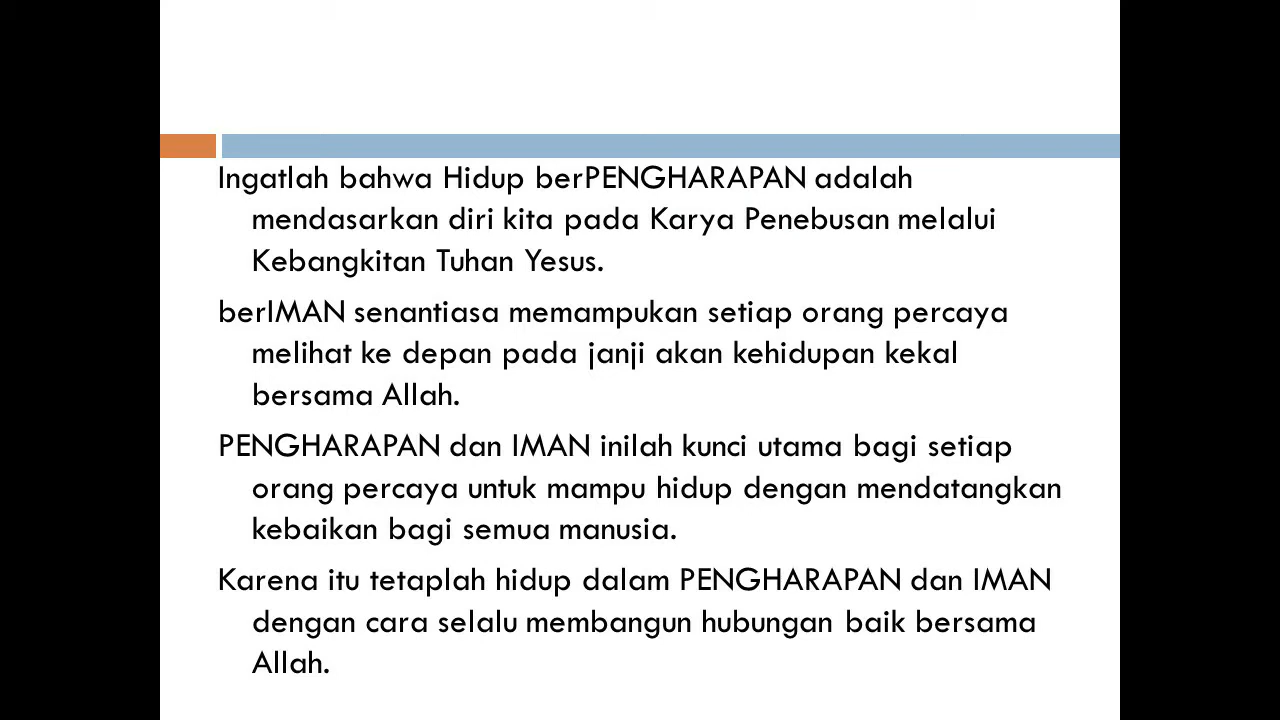 Ingatlah bahwa Hidup berPENGHARAPAN adalah
mendasarkan diri kita pada Karya Penebusan melalui
Kebangkitan Tuhan Yesus.
berIMAN senantiasa memampukan setiap orang percaya
melihat ke depan pada janji akan kehidupan kekal
bersama Allah.
PENGHARAPAN dan IMAN inilah kunci utama bagi setiap
orang percaya untuk mampu hidup dengan mendatangkan
kebaikan bagi semua manusia.
Karena itu tetaplah hidup dalam PENGHARAPAN dan IMAN
dengan cara selalu membangun hubungan baik bersama
Allah.